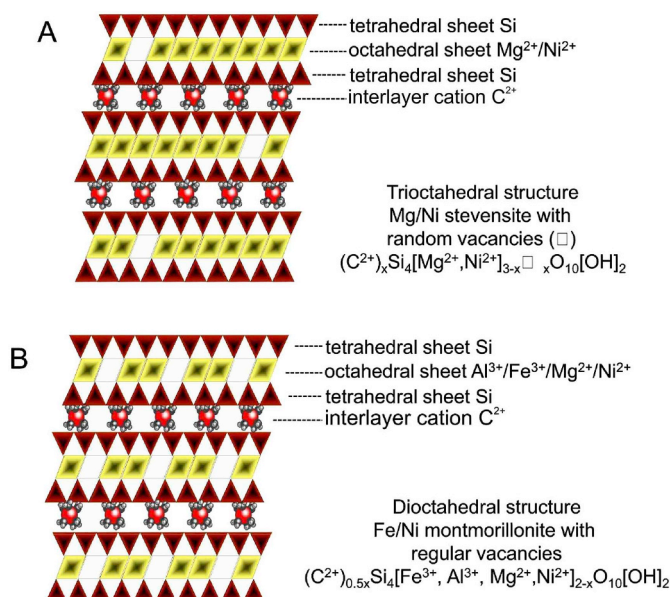 A
tetrahedral sheet Si
octahedral sheet Mg²⁺/Ni²⁺
tetrahedral sheet Si
interlayer cation C²⁺
Trioctahedral structure
Mg/Ni stevensite with
random vacancies (□)
(C²⁺)ₓSi₄[Mg²⁺,Ni²⁺]₃₋ₓ□ ₓO₁₀[OH]₂
B
tetrahedral sheet Si
octahedral sheet Al³⁺/Fe³⁺/Mg²⁺/Ni²⁺
tetrahedral sheet Si
interlayer cation C²⁺
Dioctahedral structure
Fe/Ni montmorillonite with
regular vacancies
(C²⁺)₀.₅ₓSi₄[Fe³⁺, Al³⁺, Mg²⁺,Ni²⁺]₂₋ₓO₁₀[OH]₂